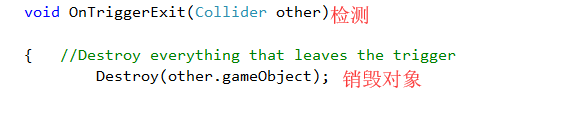 void OnTriggerExit(Collider other)检测
{   //Destroy everything that leaves the trigger
Destroy(other.gameObject); 销毁对象